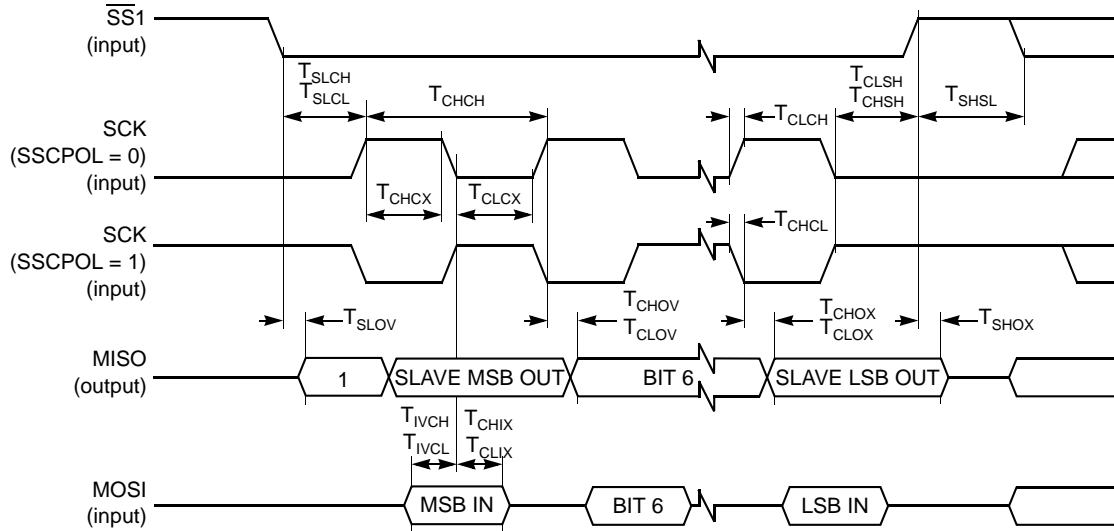 SS1
(input)
TSLCH
TSLCL
TCHCH
TCLCH
TCLSH
TCHSH
TSHSL
SCK
(SSCPOL = 0)
(input)
TCHCX
TCLCX
TCHCL
SCK
(SSCPOL = 1)
(input)
TSLOV
TCHOV
TCLOV
TCHOX
TCLOX
TSHOX
MISO
(output)
1
SLAVE MSB OUT
BIT 6
SLAVE LSB OUT
TIVCH
TIVCL
TCHIX
TCLIX
MOSI
(input)
MSB IN
BIT 6
LSB IN